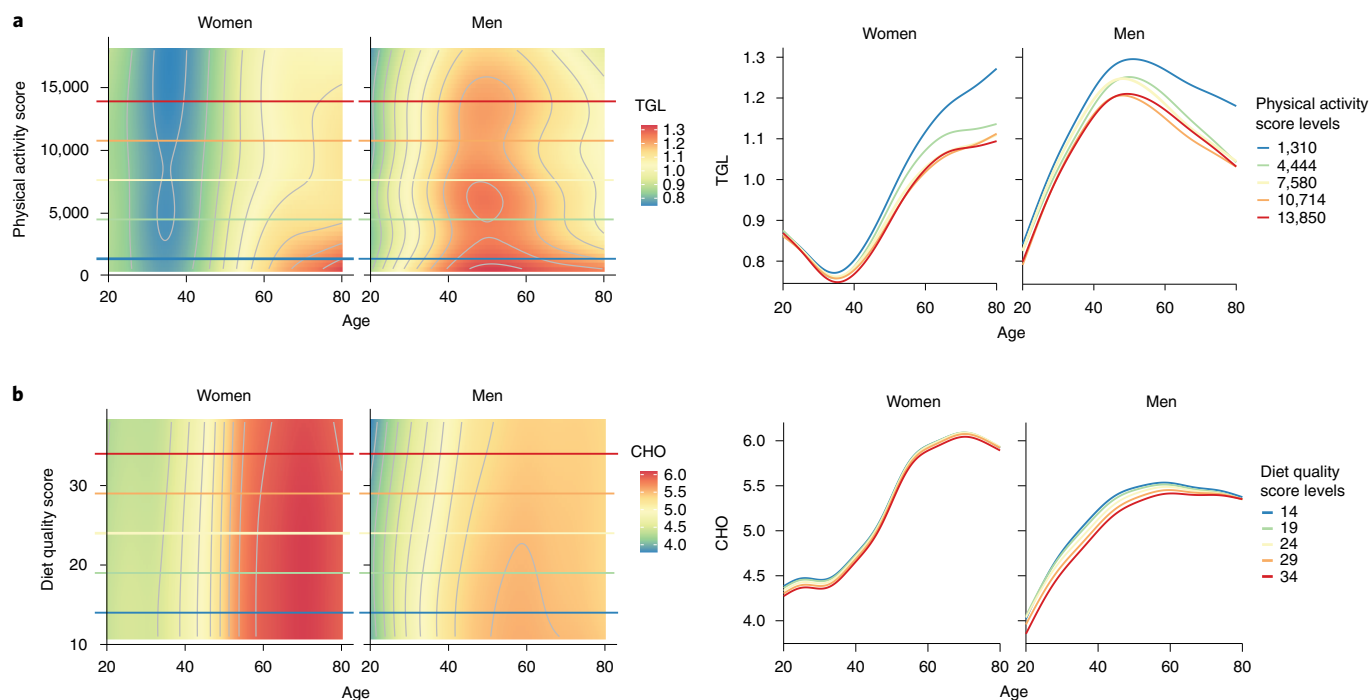 a
Women
Men
Physical activity score
15,000
10,000
5,000
0
20
40
60
80
20
40
60
80
Age
TGL
1.3
1.2
1.1
1.0
0.9
0.8
Women
Men
TGL
1.3
1.2
1.1
1.0
0.9
0.8
20
40
60
80
20
40
60
80
Age
Physical activity
score levels
1,310
4,444
7,580
10,714
13,850
b
Women
Men
Diet quality score
30
20
10
20
40
60
80
20
40
60
80
Age
CHO
6.0
5.5
5.0
4.5
4.0
Women
Men
CHO
6.0
5.5
5.0
4.5
4.0
20
40
60
80
20
40
60
80
Age
Diet quality
score levels
14
19
24
29
34